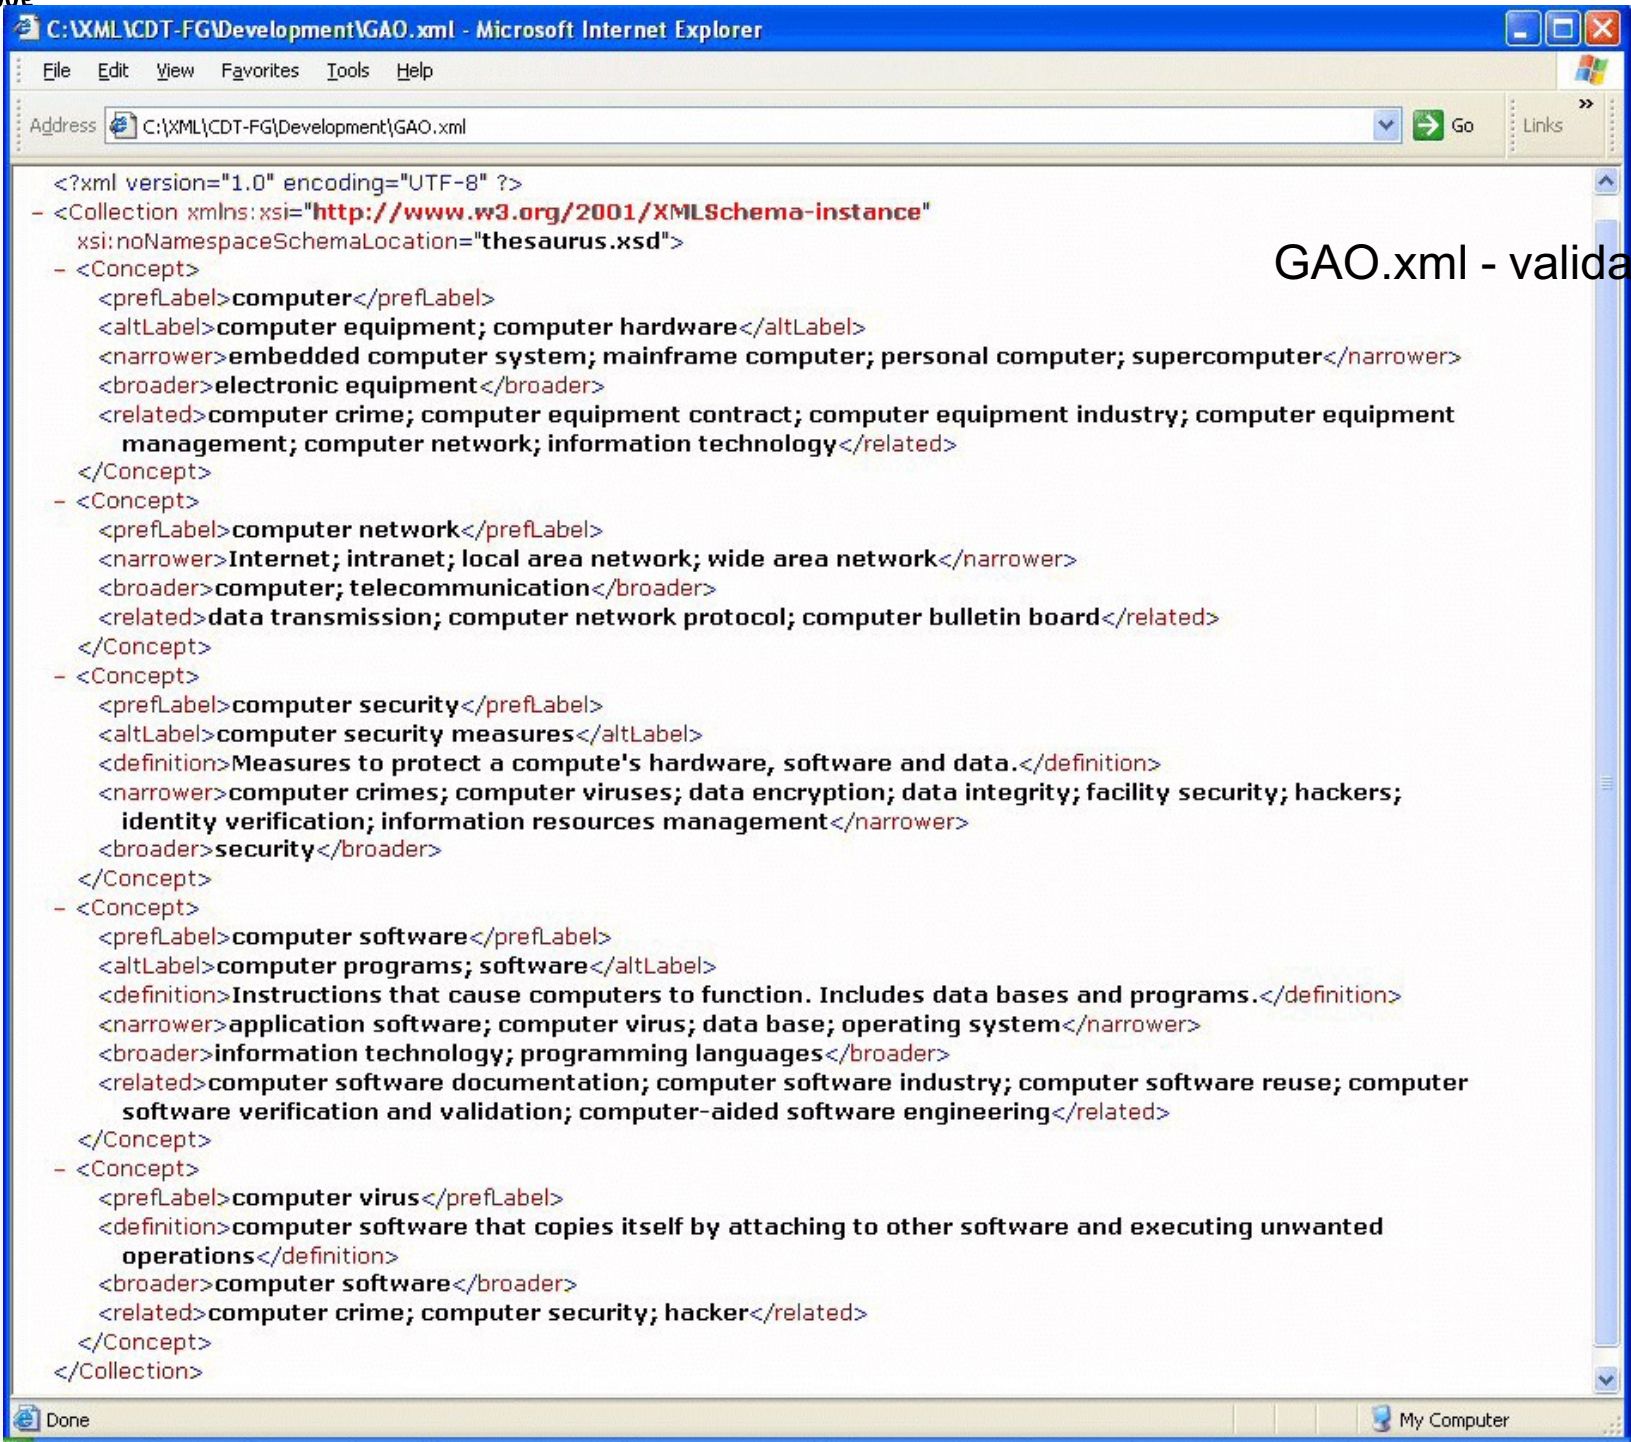 C:\XML\CDT-FG\Development\GAO.xml - Microsoft Internet Explorer
File Edit View Favorites Tools Help
Address C:\XML\CDT-FG\Development\GAO.xml Go Links »
<?xml version="1.0" encoding="UTF-8" ?>
- <Collection xmlns:xsi="http://www.w3.org/2001/XMLSchema-instance"
xsi:noNamespaceSchemaLocation="thesaurus.xsd">
GAO.xml - valida
- <Concept>
<prefLabel>computer</prefLabel>
<altLabel>computer equipment; computer hardware</altLabel>
<narrower>embedded computer system; mainframe computer; personal computer; supercomputer</narrower>
<broader>electronic equipment</broader>
<related>computer crime; computer equipment contract; computer equipment industry; computer equipment
management; computer network; information technology</related>
</Concept>
- <Concept>
<prefLabel>computer network</prefLabel>
<narrower>Internet; intranet; local area network; wide area network</narrower>
<broader>computer; telecommunication</broader>
<related>data transmission; computer network protocol; computer bulletin board</related>
</Concept>
- <Concept>
<prefLabel>computer security</prefLabel>
<altLabel>computer security measures</altLabel>
<definition>Measures to protect a compute's hardware, software and data.</definition>
<narrower>computer crimes; computer viruses; data encryption; data integrity; facility security; hackers;
identity verification; information resources management</narrower>
<broader>security</broader>
</Concept>
- <Concept>
<prefLabel>computer software</prefLabel>
<altLabel>computer programs; software</altLabel>
<definition>Instructions that cause computers to function. Includes data bases and programs.</definition>
<narrower>application software; computer virus; data base; operating system</narrower>
<broader>information technology; programming languages</broader>
<related>computer software documentation; computer software industry; computer software reuse; computer
software verification and validation; computer-aided software engineering</related>
</Concept>
- <Concept>
<prefLabel>computer virus</prefLabel>
<definition>computer software that copies itself by attaching to other software and executing unwanted
operations</definition>
<broader>computer software</broader>
<related>computer crime; computer security; hacker</related>
</Concept>
</Collection>
Done My Computer